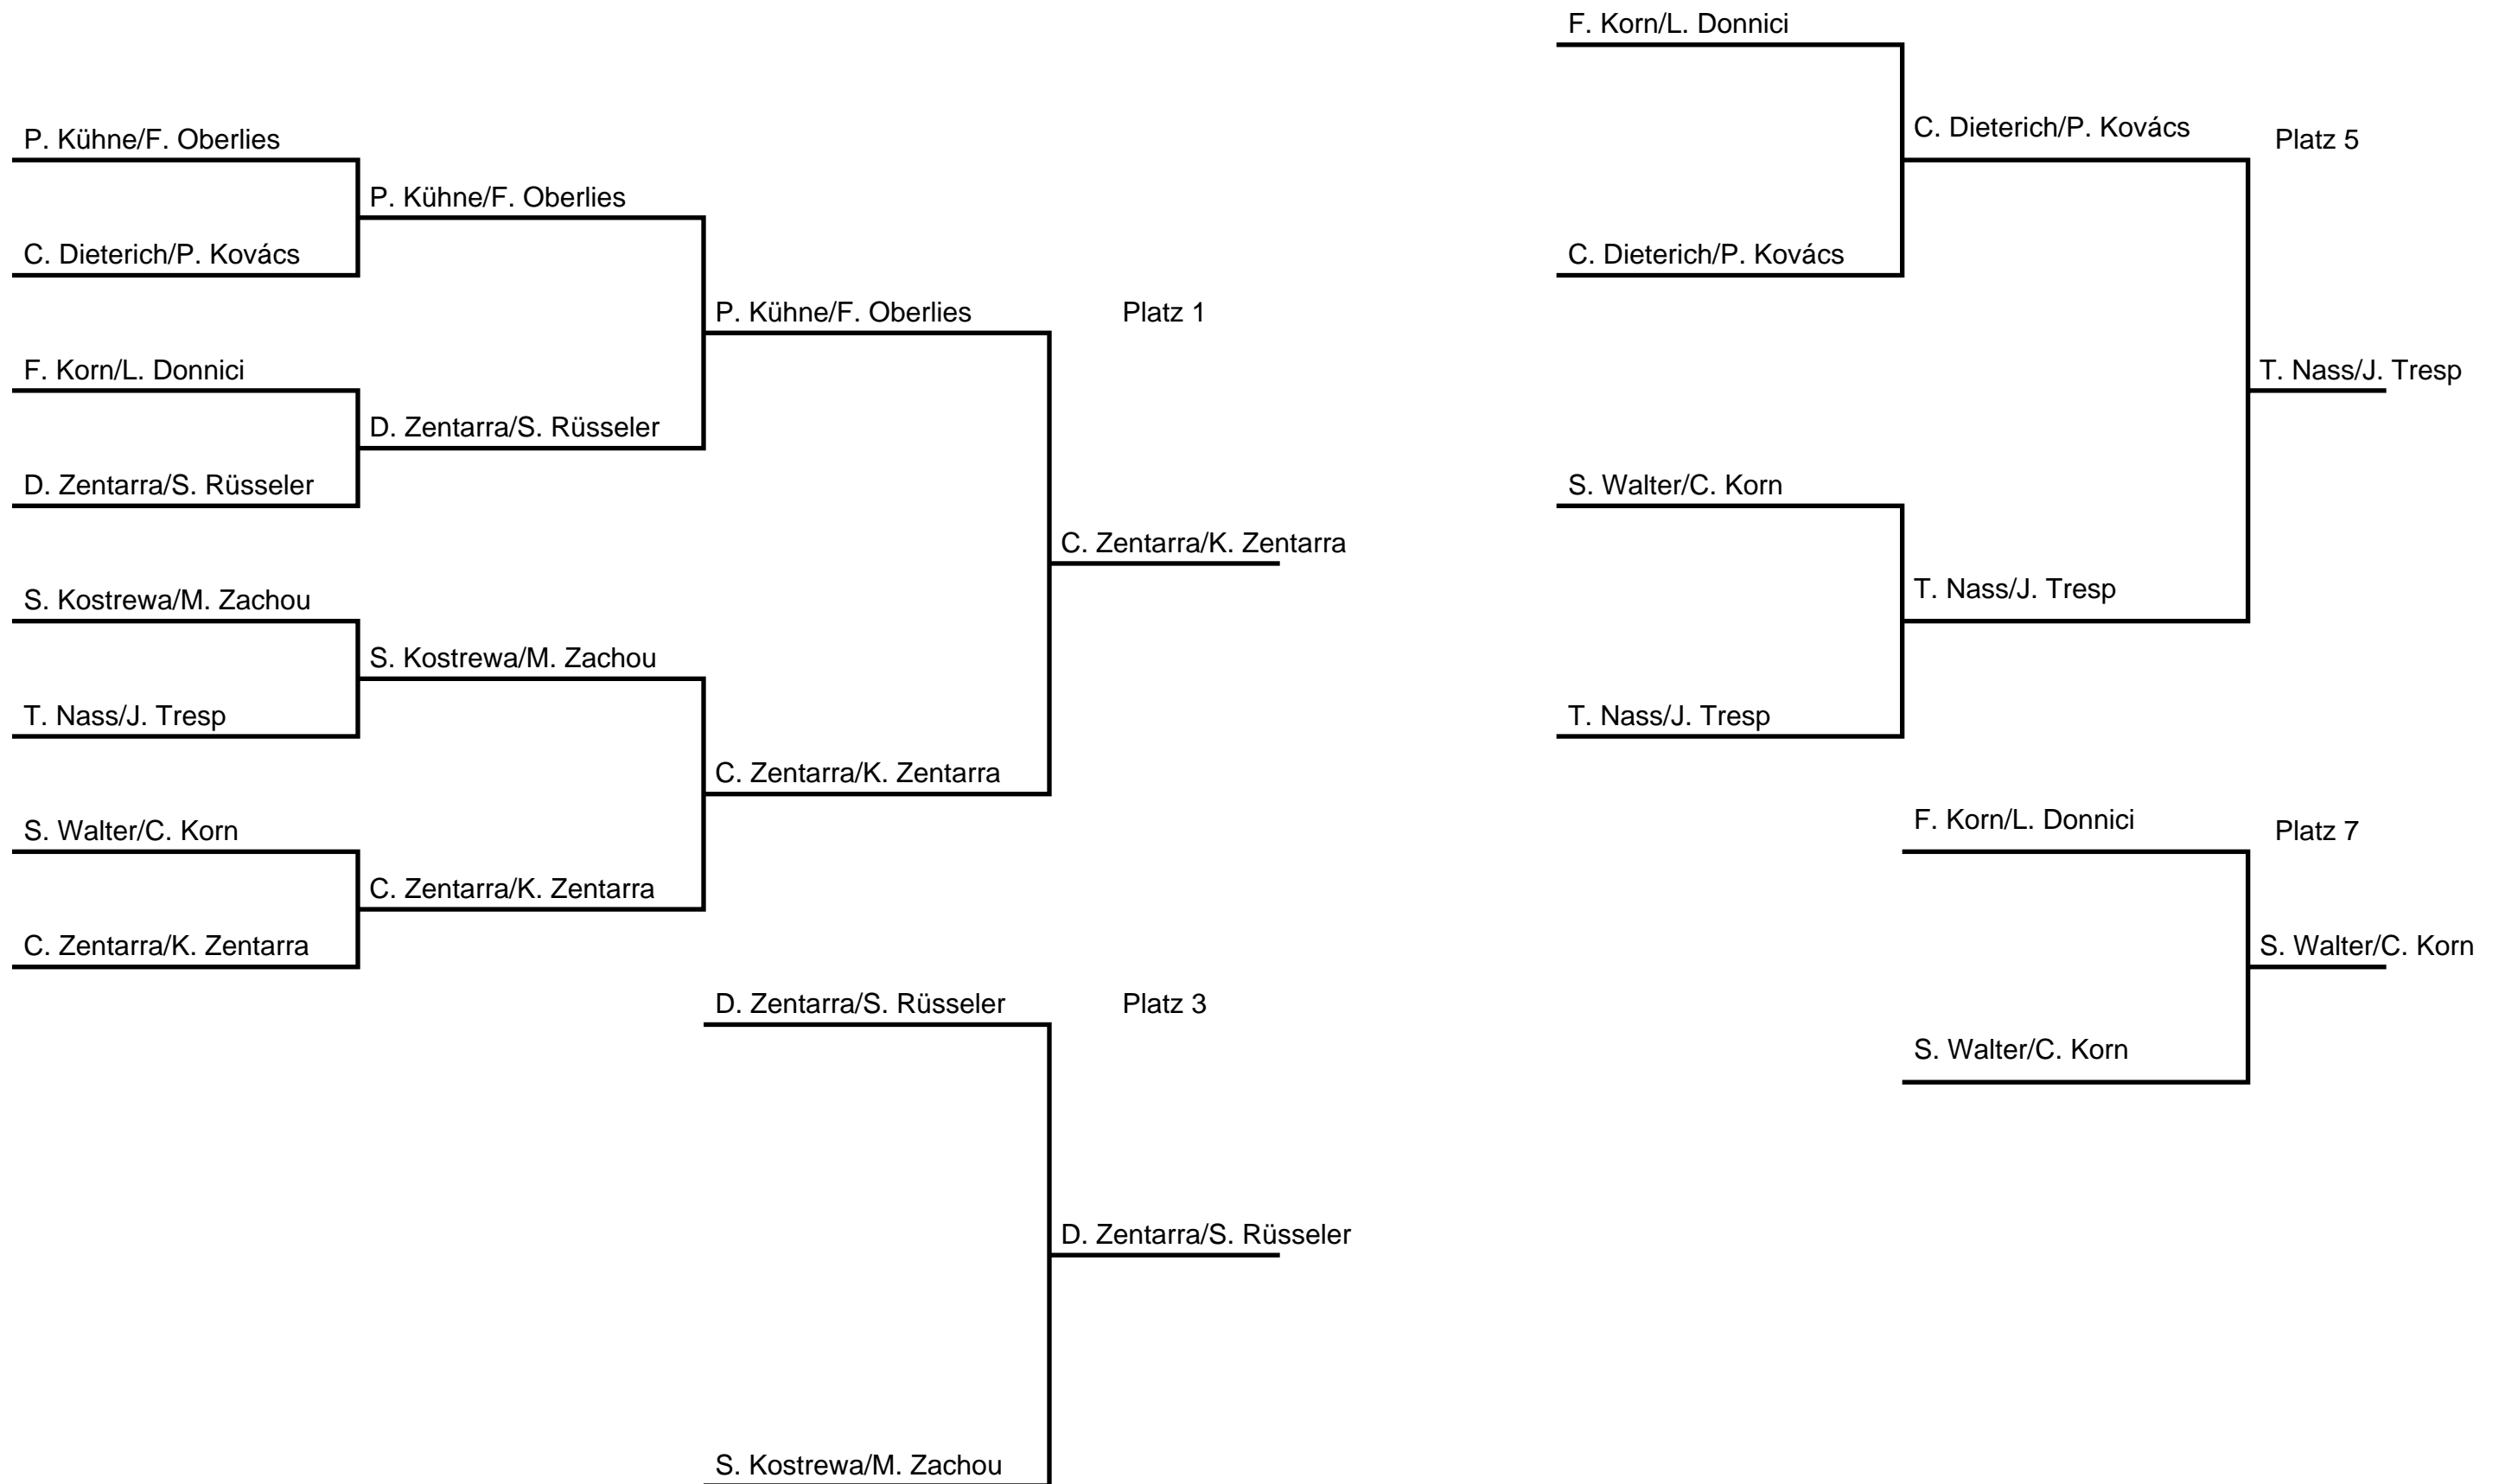 F. Korn/L. Donnici
C. Dieterich/P. Kovács
Platz 5
P. Kühne/F. Oberlies
P. Kühne/F. Oberlies
C. Dieterich/P. Kovács
C. Dieterich/P. Kovács
P. Kühne/F. Oberlies
Platz 1
F. Korn/L. Donnici
T. Nass/J. Tresp
D. Zentarra/S. Rüsseler
D. Zentarra/S. Rüsseler
S. Walter/C. Korn
C. Zentarra/K. Zentarra
S. Kostrewa/M. Zachou
T. Nass/J. Tresp
S. Kostrewa/M. Zachou
T. Nass/J. Tresp
T. Nass/J. Tresp
C. Zentarra/K. Zentarra
S. Walter/C. Korn
F. Korn/L. Donnici
Platz 7
C. Zentarra/K. Zentarra
C. Zentarra/K. Zentarra
S. Walter/C. Korn
D. Zentarra/S. Rüsseler
Platz 3
S. Walter/C. Korn
D. Zentarra/S. Rüsseler
S. Kostrewa/M. Zachou